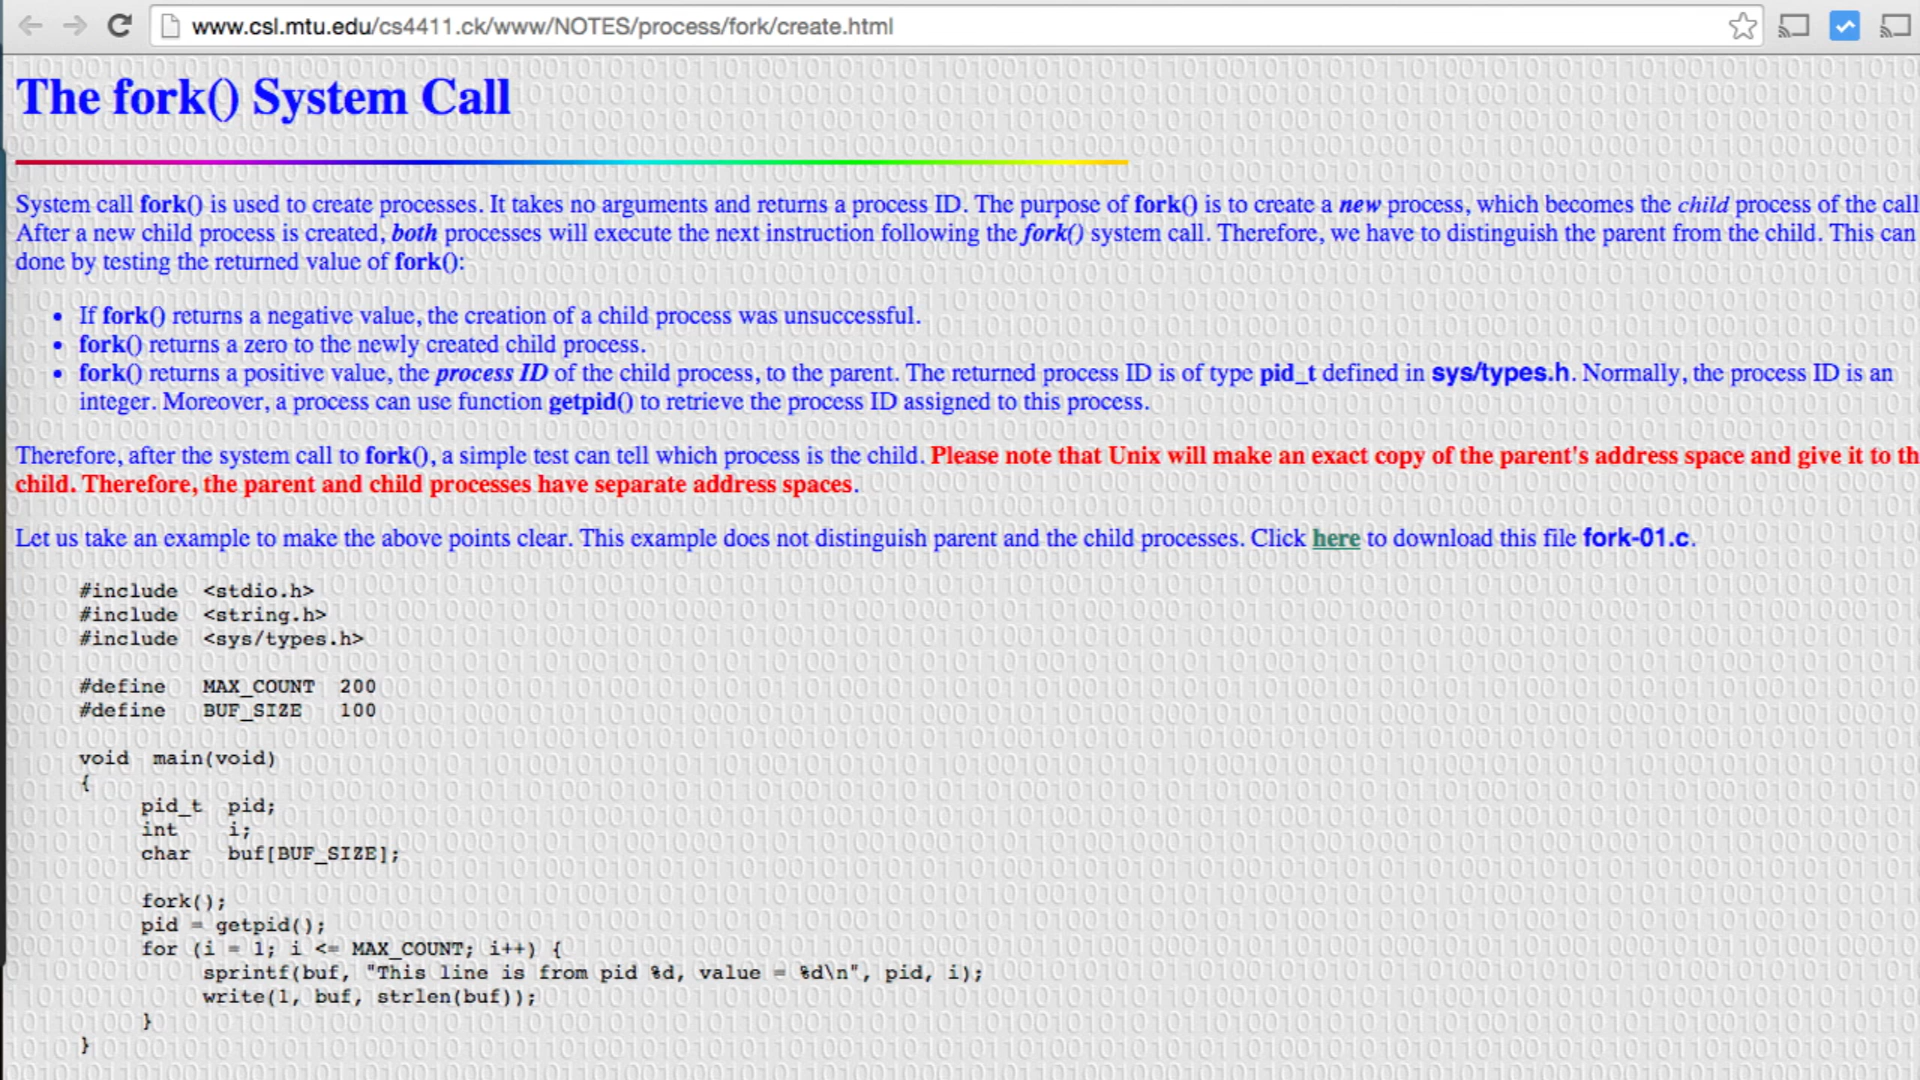 www.csl.mtu.edu/cs4411.ck/www/NOTES/process/fork/create.html
The fork() System Call
System call fork() is used to create processes. It takes no arguments and returns a process ID. The purpose of fork() is to create a new process, which becomes the child process of the call
After a new child process is created, both processes will execute the next instruction following the fork() system call. Therefore, we have to distinguish the parent from the child. This can
done by testing the returned value of fork():
• If fork() returns a negative value, the creation of a child process was unsuccessful.
• fork() returns a zero to the newly created child process.
• fork() returns a positive value, the process ID of the child process, to the parent. The returned process ID is of type pid_t defined in sys/types.h. Normally, the process ID is an
integer. Moreover, a process can use function getpid() to retrieve the process ID assigned to this process.
Therefore, after the system call to fork(), a simple test can tell which process is the child. Please note that Unix will make an exact copy of the parent's address space and give it to th
child. Therefore, the parent and child processes have separate address spaces.
Let us take an example to make the above points clear. This example does not distinguish parent and the child processes. Click here to download this file fork-01.c.
#include <stdio.h>
#include <string.h>
#include <sys/types.h>
#define MAX_COUNT 200
#define BUF_SIZE 100
void main(void)
{
pid_t pid;
int i;
char buf[BUF_SIZE];
fork();
pid = getpid();
for (i = 1; i <= MAX_COUNT; i++) {
sprintf(buf, "This line is from pid %d, value = %d\n", pid, i);
write(1, buf, strlen(buf));
}
}